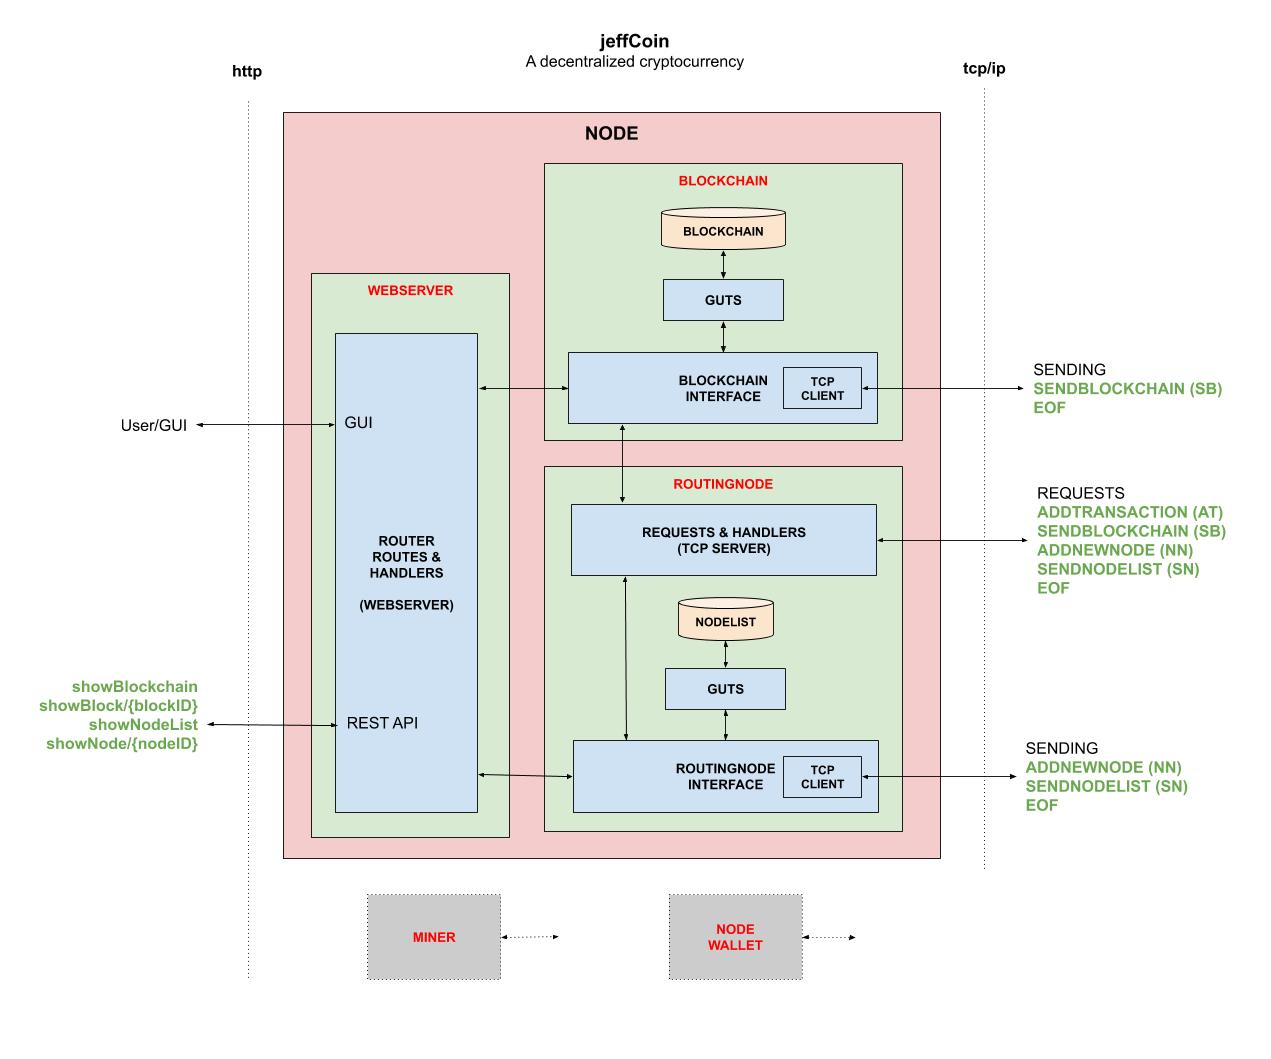 jeffCoin
A decentralized cryptocurrency
http
tcp/ip
NODE
BLOCKCHAIN
BLOCKCHAIN
GUTS
BLOCKCHAIN
INTERFACE
TCP
CLIENT
SENDING
SENDBLOCKCHAIN (SB)
EOF
WEBSERVER
User/GUI
GUI
ROUTER
ROUTES &
HANDLERS
(WEBSERVER)
showBlockchain
showBlock/{blockID}
showNodeList
showNode/{nodeID}
REST API
ROUTINGNODE
REQUESTS & HANDLERS
(TCP SERVER)
REQUESTS
ADDTRANSACTION (AT)
SENDBLOCKCHAIN (SB)
ADDNEWNODE (NN)
SENDNODELIST (SN)
EOF
NODELIST
GUTS
ROUTINGNODE
INTERFACE
TCP
CLIENT
SENDING
ADDNEWNODE (NN)
SENDNODELIST (SN)
EOF
MINER
NODE
WALLET